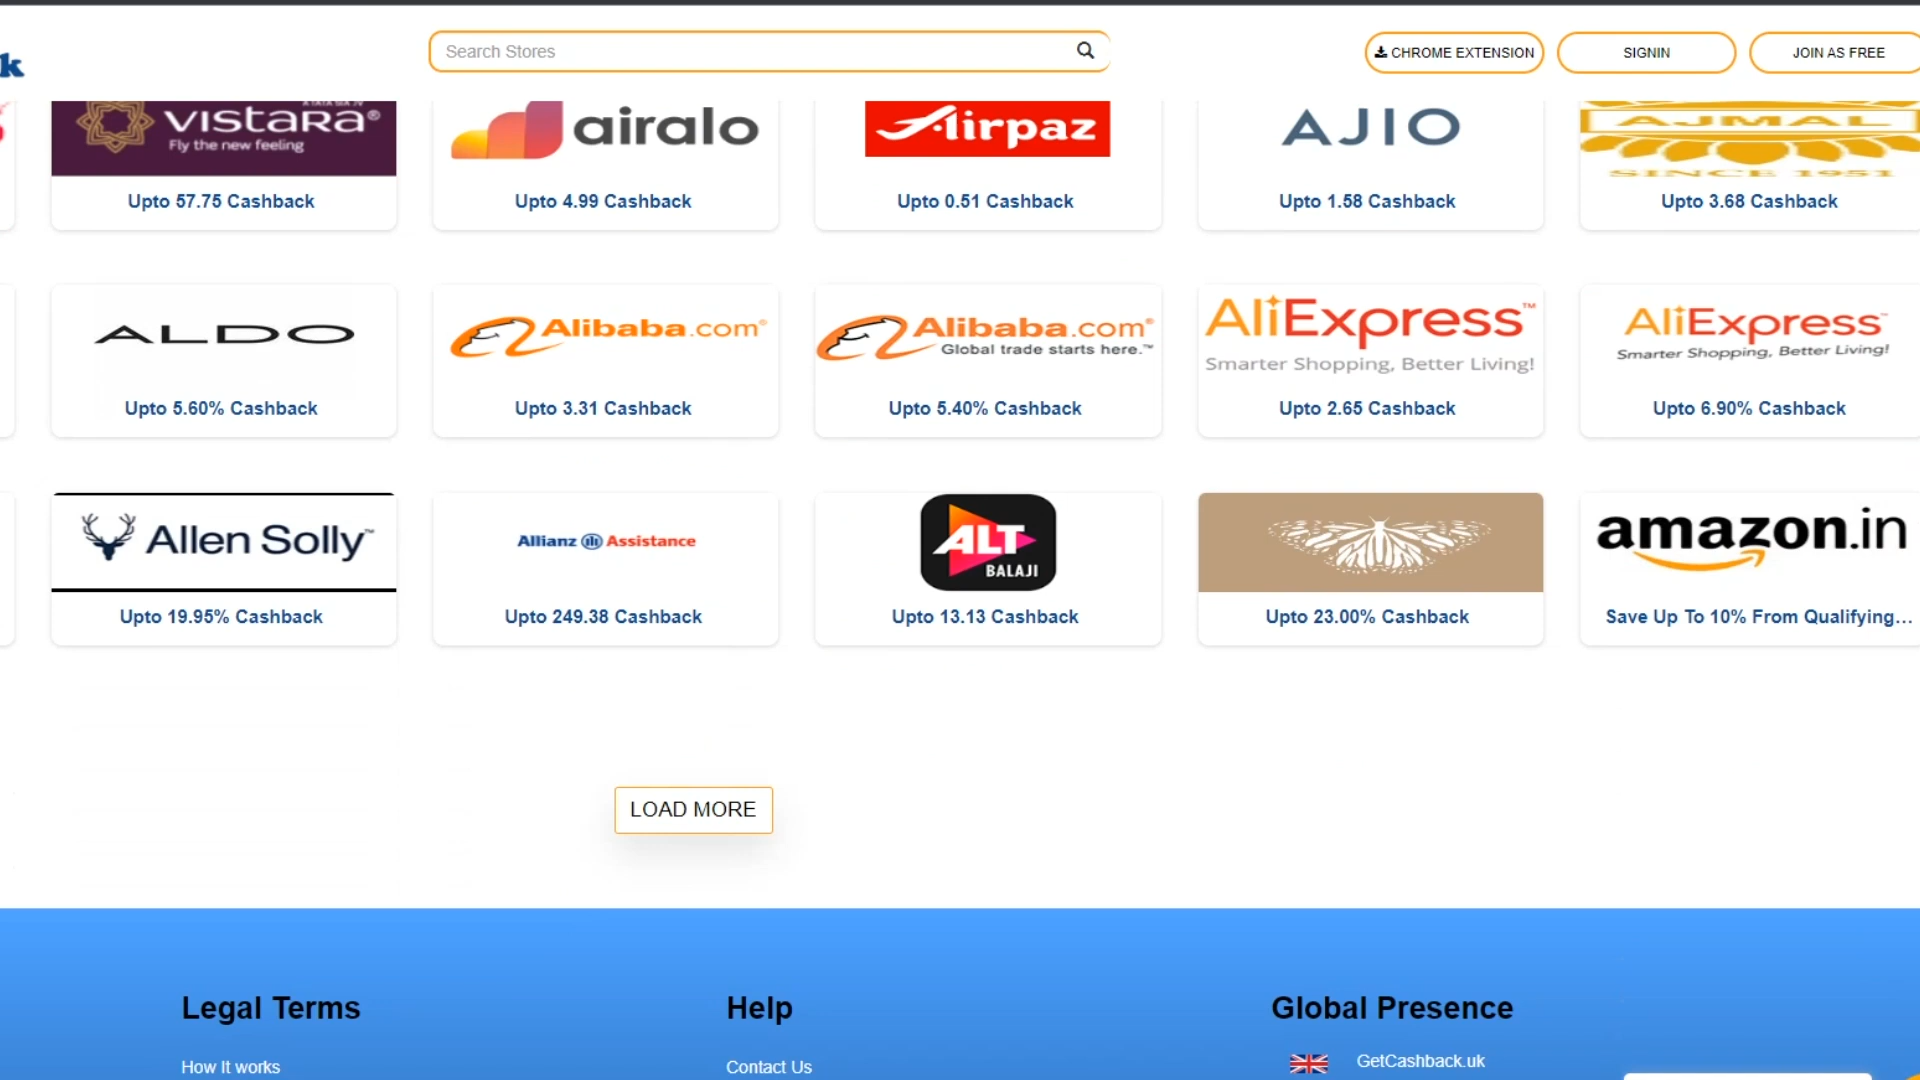 k
Search Stores
CHROME EXTENSION
SIGNIN
JOIN AS FREE
VISTARA®
Fly the new feeling
airalo
Airpaz
AJIO
AJMAL
SINCE 1951
Upto 57.75 Cashback
Upto 4.99 Cashback
Upto 0.51 Cashback
Upto 1.58 Cashback
Upto 3.68 Cashback
ALDO
Alibaba.com®
Alibaba.com®
Global trade starts here.™
AliExpress™
Smarter Shopping, Better Living!
AliExpress™
Smarter Shopping, Better Living!
Upto 5.60% Cashback
Upto 3.31 Cashback
Upto 5.40% Cashback
Upto 2.65 Cashback
Upto 6.90% Cashback
Allen Solly™
Allianz Assistance
ALT
BALAJI
amazon.in
Upto 19.95% Cashback
Upto 249.38 Cashback
Upto 13.13 Cashback
Upto 23.00% Cashback
Save Up To 10% From Qualifying...
LOAD MORE
Legal Terms
Help
Global Presence
How It works
Contact Us
GetCashback.uk